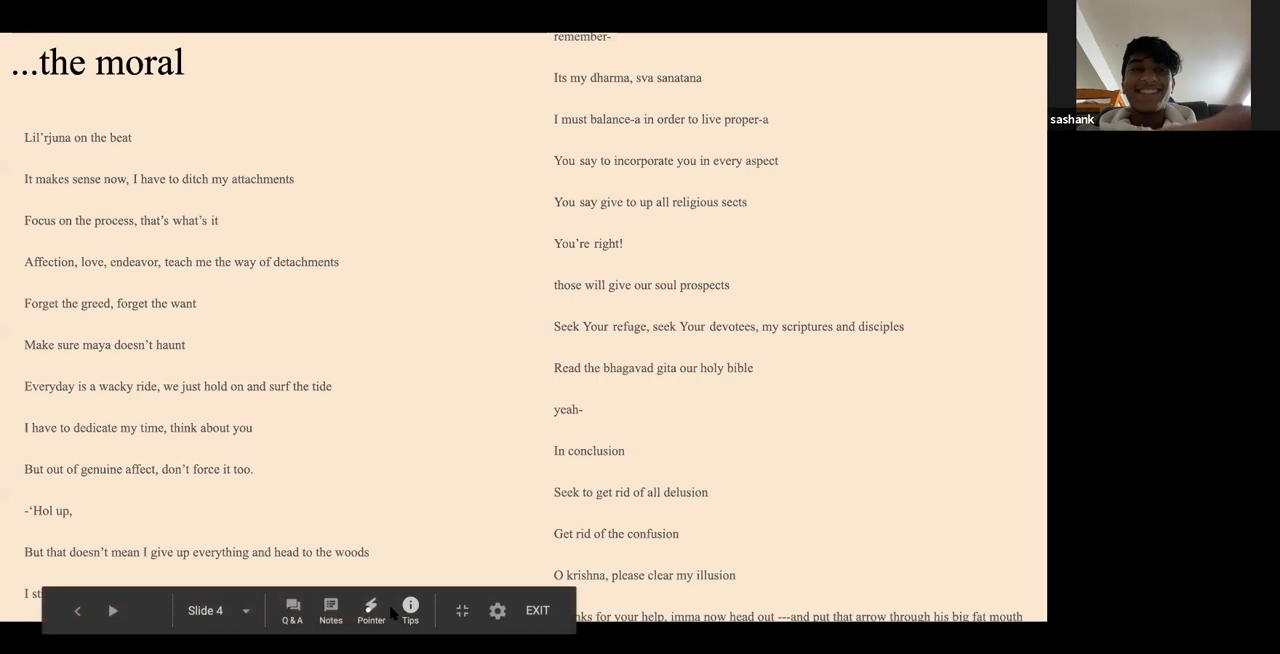 ...the moral
Lil’rjuna on the beat
It makes sense now, I have to ditch my attachments
Focus on the process, that’s what’s it
Affection, love, endeavor, teach me the way of detachments
Forget the greed, forget the want
Make sure maya doesn’t haunt
Everyday is a wacky ride, we just hold on and surf the tide
I have to dedicate my time, think about you
But out of genuine affect, don’t force it too.
-‘Hol up,
But that doesn’t mean I give up everything and head to the woods
I
remember-
Its my dharma, sva sanatana
I must balance-a in order to live proper-a
You say to incorporate you in every aspect
You say give to up all religious sects
You’re right!
those will give our soul prospects
Seek Your refuge, seek Your devotees, my scriptures and disciples
Read the bhagavad gita our holy bible
yeah-
In conclusion
Seek to get rid of all delusion
Get rid of the confusion
O krishna, please clear my illusion
for your help, imma now head out ---and put that arrow through his big fat mouth
Slide 4
Q & A
Notes
Pointer
Tips
EXIT
sashank